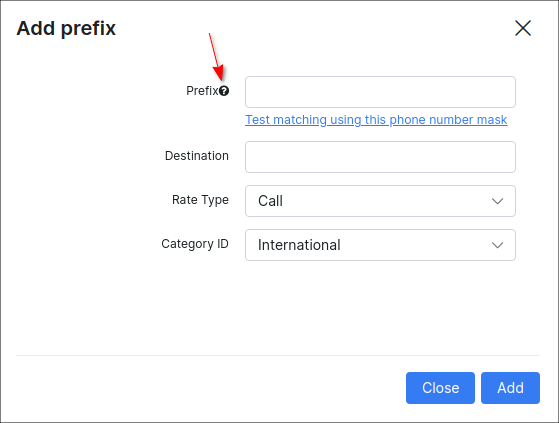 Add prefix
Prefix?
Test matching using this phone number mask
Destination
Rate Type Call
Category ID International
Close Add